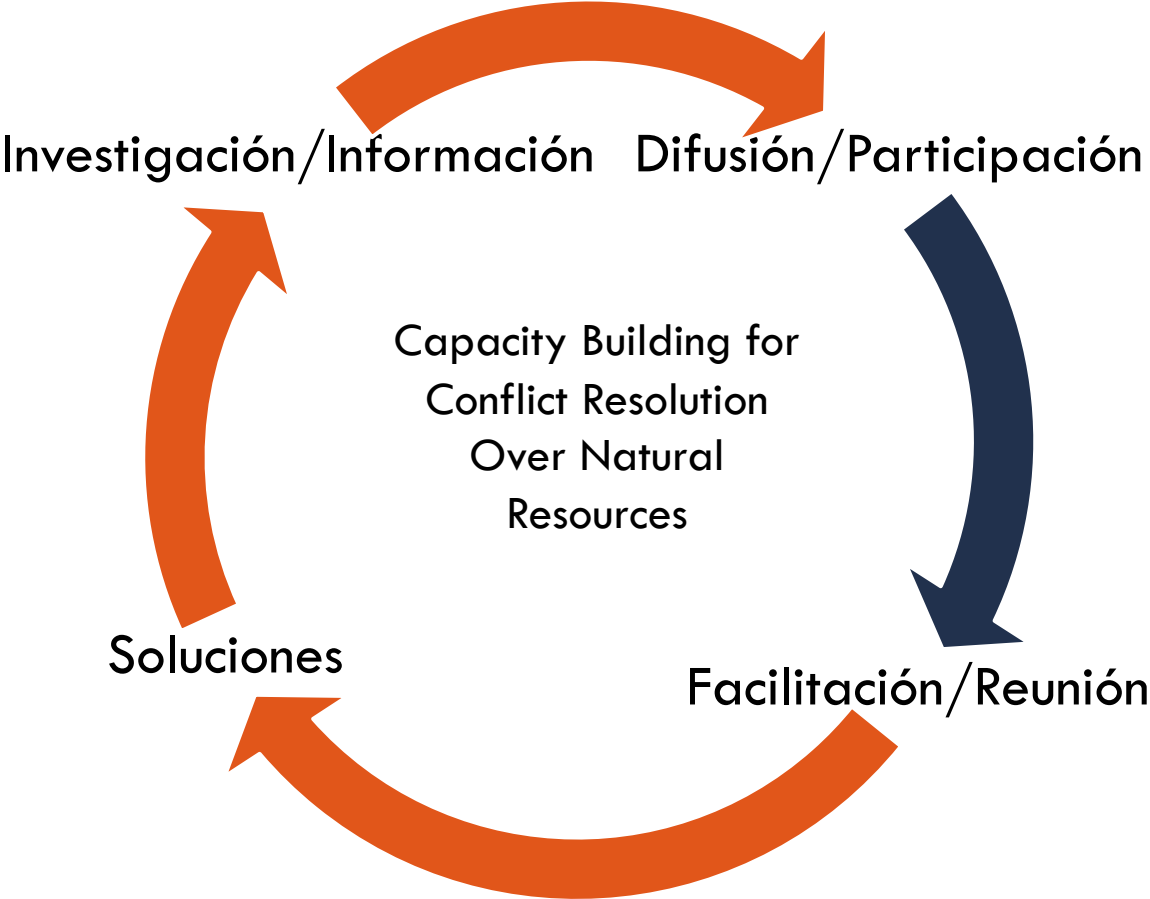 Investigación/Información
Difusión/Participación
Capacity Building for
Conflict Resolution
Over Natural
Resources
Soluciones
Facilitación/Reunión